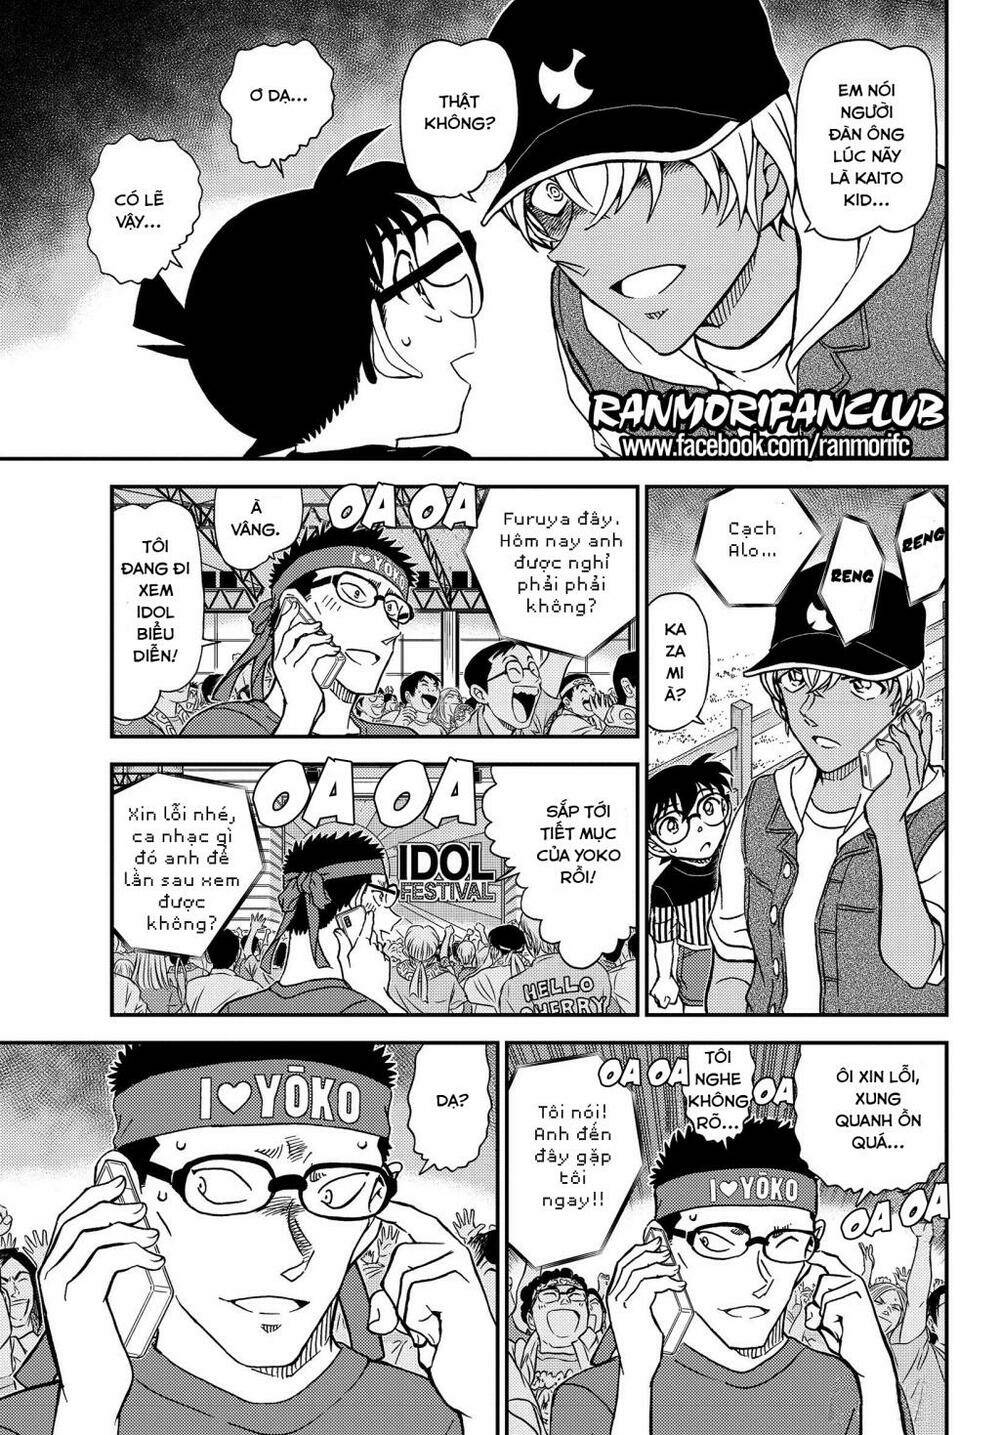 EM NÓI
NGƯỜI
ĐÀN ÔNG
LÚC NÃY
LÀ KAITO
KID...
THẬT
KHÔNG?
Ơ DẠ...
CÓ LẼ
VẬY...
RANMORIFANCLUB
www.facebook.com/ranmorifc
RENG
RENG
Cạch
Alo...
KA
ZA
MI
À?
Furuya đây.
Hôm nay anh
được nghỉ
phải phải
không?
OA OA
À
VÂNG.
I♥YŌKO
TÔI
ĐANG ĐI
XEM
IDOL
BIỂU
DIỄN!
SẮP TỚI
TIẾT MỤC
CỦA YOKO
RỒI!
OA OA
IDOL
FESTIVAL
HELLO
CHERRY
Xin lỗi nhé,
ca nhạc gì
đó anh để
lần sau xem
được
không?
ÔI XIN LỖI,
XUNG
QUANH ỒN
QUÁ...
TÔI
NGHE
KHÔNG
RÕ...
OA OA
OA
OA OA
I♥YŌKO
Tôi nói!
Anh đến
đây gặp
tôi
ngay!!
DẠ?
I♥YŌKO